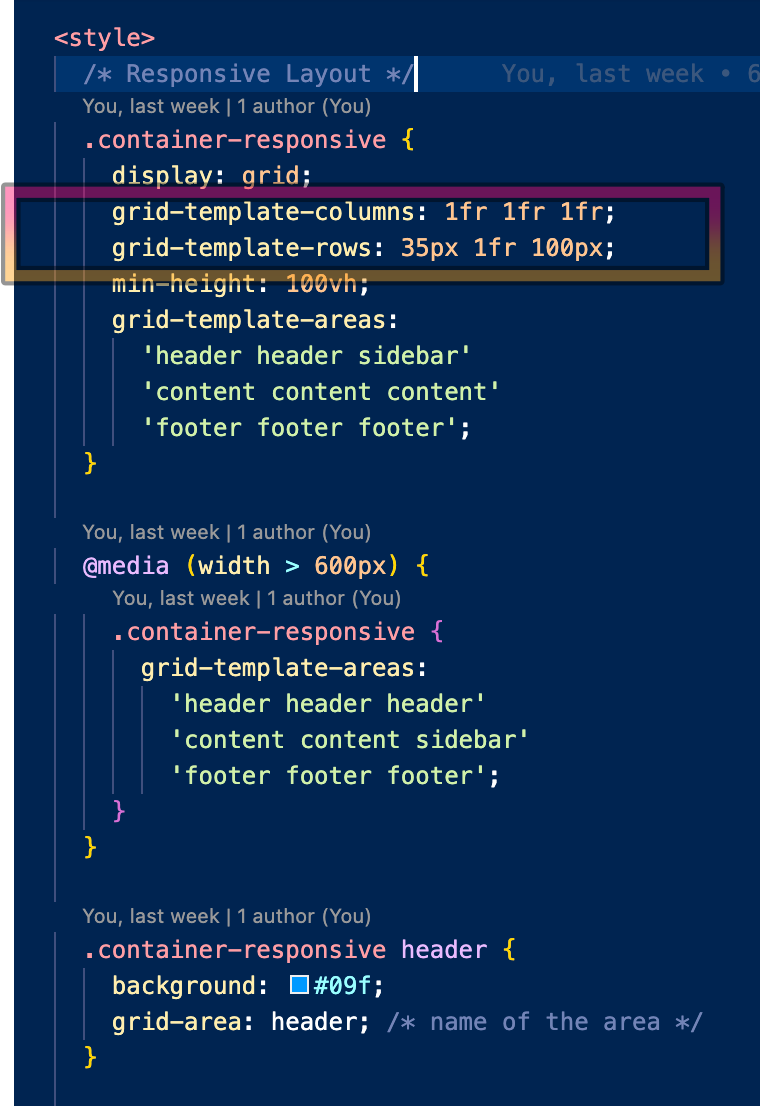 <style>
/* Responsive Layout */ You, last week • 6
You, last week | 1 author (You)
.container-responsive {
display: grid;
grid-template-columns: 1fr 1fr 1fr;
grid-template-rows: 35px 1fr 100px;
min-height: 100vh;
grid-template-areas:
'header header sidebar'
'content content content'
'footer footer footer';
}
You, last week | 1 author (You)
@media (width > 600px) {
You, last week | 1 author (You)
.container-responsive {
grid-template-areas:
'header header header'
'content content sidebar'
'footer footer footer';
}
}
You, last week | 1 author (You)
.container-responsive header {
background: #09f;
grid-area: header; /* name of the area */
}